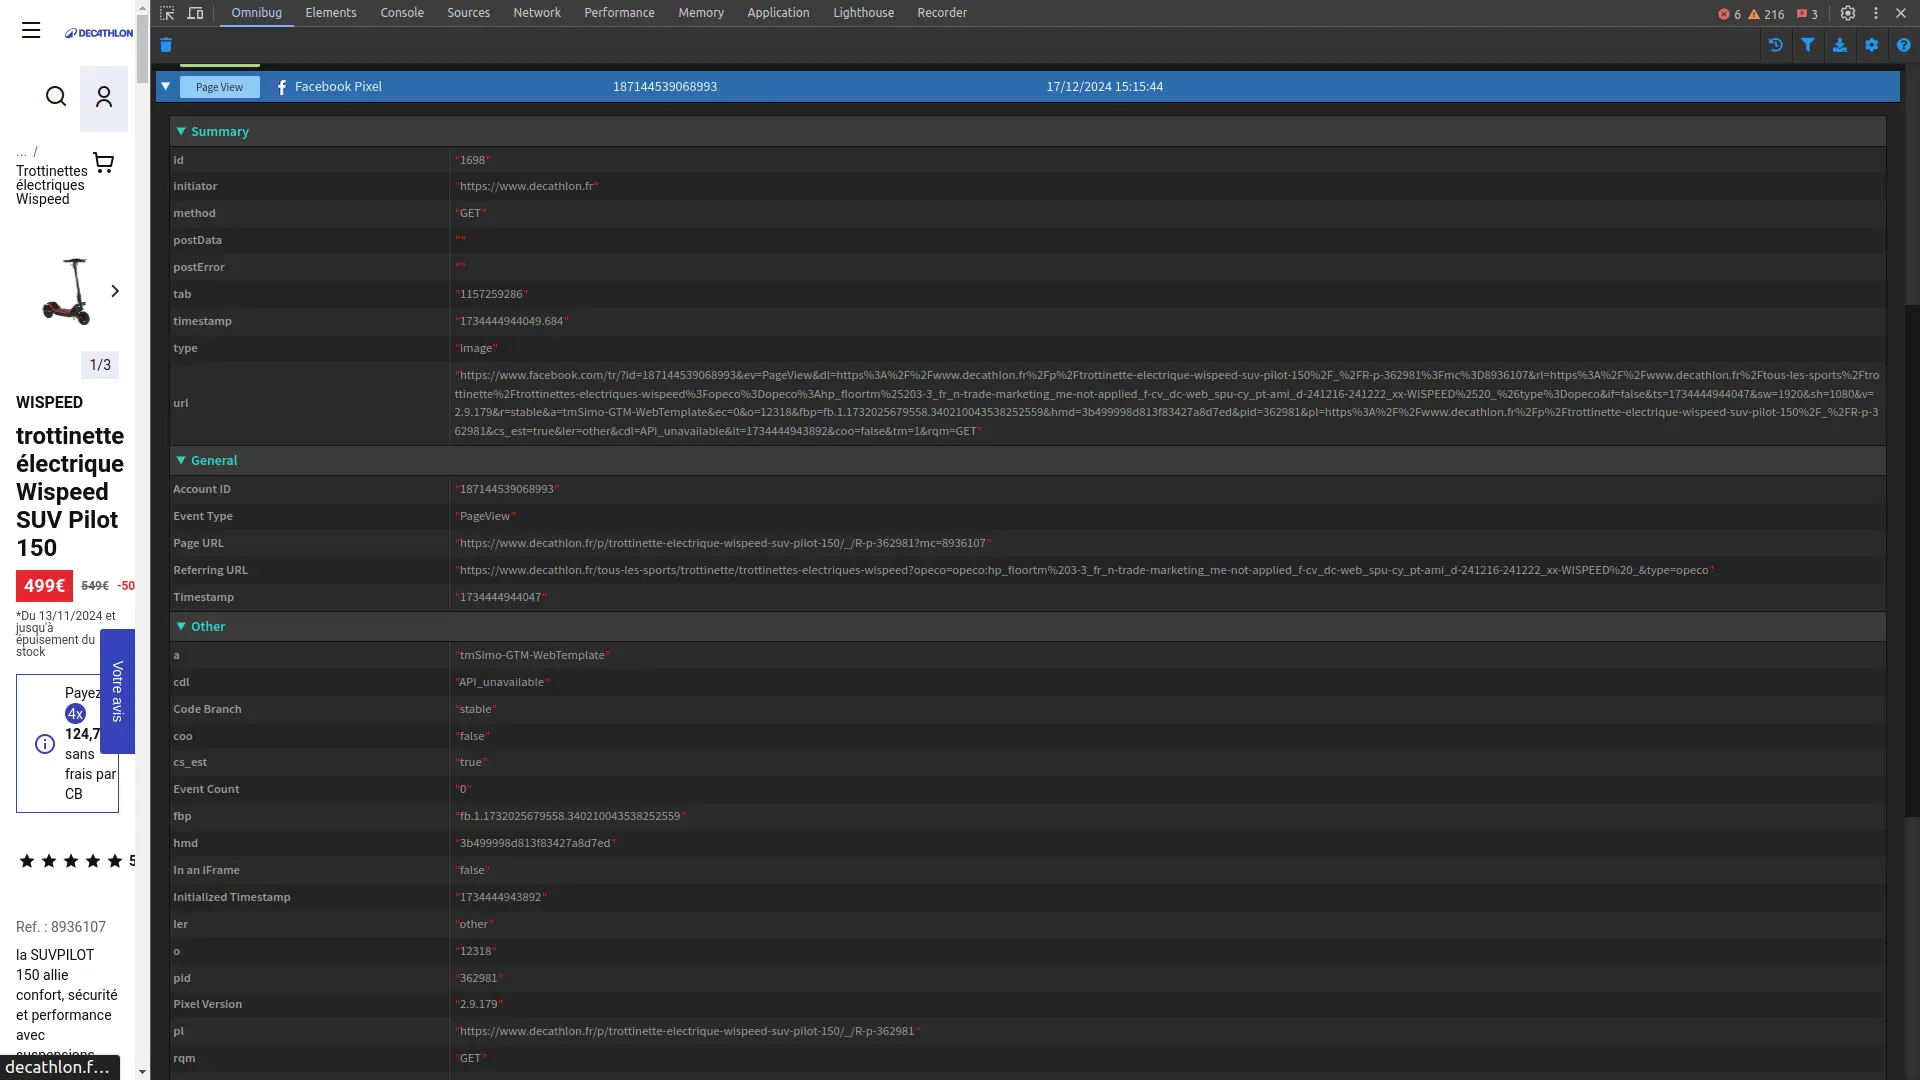 Omnibug Elements Console Sources Network Performance Memory Application Lighthouse Recorder 6 216 3
DECATHLON
... /
Trottinettes
électriques
Wispeed
1/3
WISPEED
trottinette
électrique
Wispeed
SUV Pilot
150
499€ 549€ -50
*Du 13/11/2024 et
jusqu'à
épuisement du
stock
Votre avis
Payez
4x
124,7
sans
frais par
CB
5
Ref. : 8936107
la SUVPILOT
150 allie
confort, sécurité
et performance
avec
suspensions
decathlon.f...
Page View Facebook Pixel 187144539068993 17/12/2024 15:15:44
Summary
id "1698"
initiator "https://www.decathlon.fr"
method "GET"
postData ""
postError ""
tab "1157259286"
timestamp "1734444944049.684"
type "image"
url "https://www.facebook.com/tr/?id=187144539068993&ev=PageView&dl=https%3A%2F%2Fwww.decathlon.fr%2Fp%2Ftrottinette-electrique-wispeed-suv-pilot-150%2F_%2FR-p-362981%3Fmc%3D8936107&rl=https%3A%2F%2Fwww.decathlon.fr%2Ftous-les-sports%2Ftro
ttinette%2Ftrottinettes-electriques-wispeed%3Fopeco%3Dopeco%3Ahp_floortm%25203-3_fr_n-trade-marketing_me-not-applied_f-cv_dc-web_spu-cy_pt-ami_d-241216-241222_xx-WISPEED%2520_%26type%3Dopeco&if=false&ts=1734444944047&sw=1920&sh=1080&v=
2.9.179&r=stable&a=tmSimo-GTM-WebTemplate&ec=0&o=12318&fbp=fb.1.1732025679558.340210043538252559&hmd=3b499998d813f83427a8d7ed&pid=362981&pl=https%3A%2F%2Fwww.decathlon.fr%2Fp%2Ftrottinette-electrique-wispeed-suv-pilot-150%2F_%2FR-p-3
62981&cs_est=true&ler=other&cdl=API_unavailable&it=1734444943892&coo=false&tm=1&rqm=GET"
General
Account ID "187144539068993"
Event Type "PageView"
Page URL "https://www.decathlon.fr/p/trottinette-electrique-wispeed-suv-pilot-150/_/R-p-362981?mc=8936107"
Referring URL "https://www.decathlon.fr/tous-les-sports/trottinette/trottinettes-electriques-wispeed?opeco=opeco:hp_floortm%203-3_fr_n-trade-marketing_me-not-applied_f-cv_dc-web_spu-cy_pt-ami_d-241216-241222_xx-WISPEED%20_&type=opeco"
Timestamp "1734444944047"
Other
a "tmSimo-GTM-WebTemplate"
cdl "API_unavailable"
Code Branch "stable"
coo "false"
cs_est "true"
Event Count "0"
fbp "fb.1.1732025679558.340210043538252559"
hmd "3b499998d813f83427a8d7ed"
In an iFrame "false"
Initialized Timestamp "1734444943892"
ler "other"
o "12318"
pid "362981"
Pixel Version "2.9.179"
pl "https://www.decathlon.fr/p/trottinette-electrique-wispeed-suv-pilot-150/_/R-p-362981"
rqm "GET"